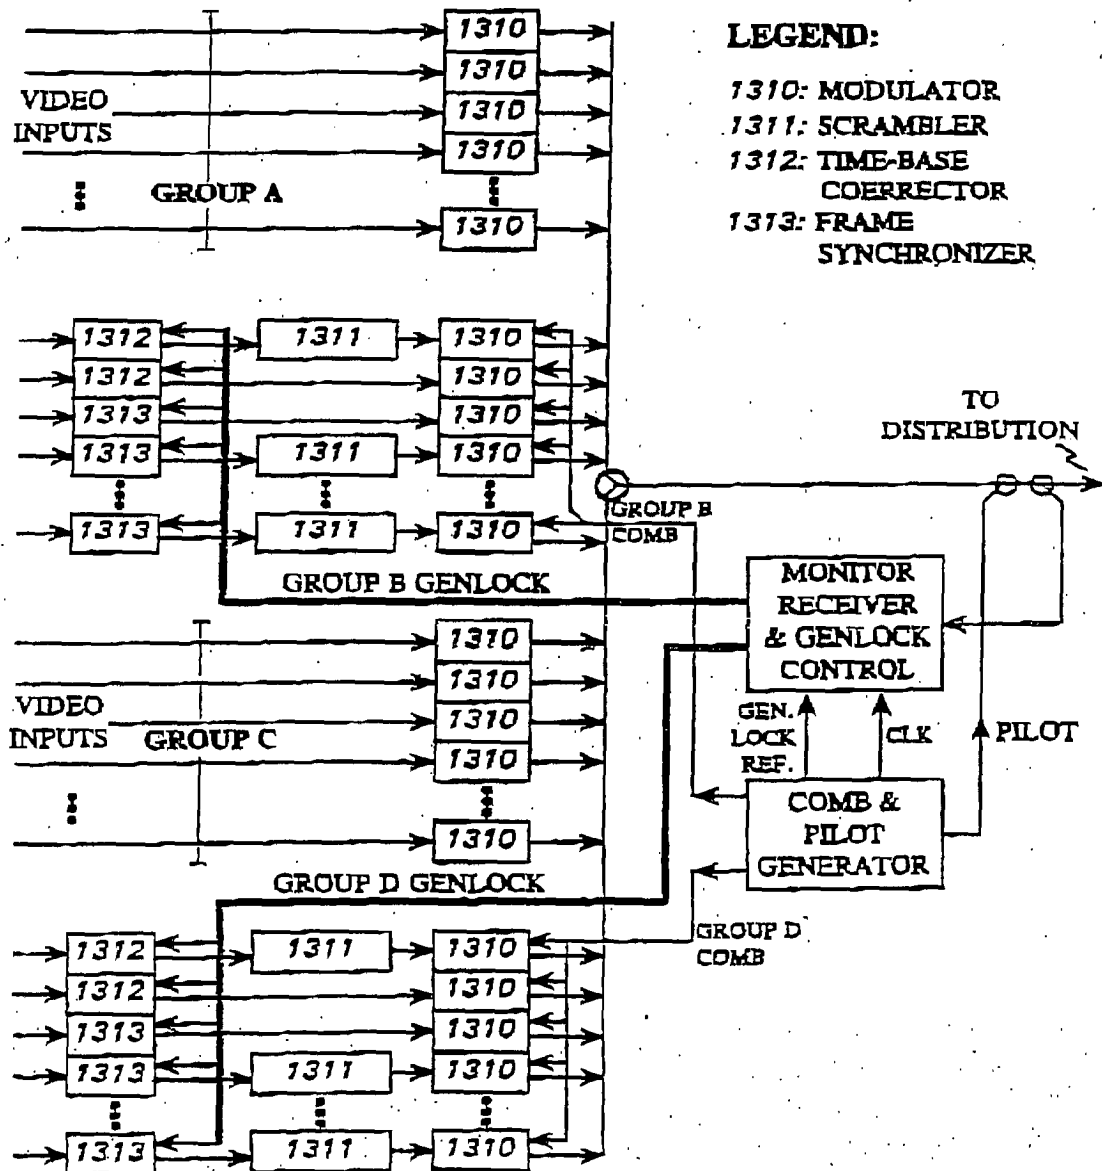 1310
LEGEND:
1310
1310: MODULATOR
VIDEO
INPUTS
1310
1311: SCRAMBLER
1310
1312: TIME-BASE
COERRECTOR
GROUP A
1310
1313: FRAME
SYNCHRONIZER
1312 1311 1310
1312 1310
1313 1310
1313 1311 1310
1313 1311 1310
TO
DISTRIBUTION
GROUP B
COMB
GROUP B GENLOCK
MONITOR
RECEIVER
& GENLOCK
CONTROL
1310
1310
VIDEO
INPUTS
1310
GROUP C
1310
1310
GEN.
LOCK
REF.
CLK
PILOT
COMB &
PILOT
GENERATOR
GROUP D GENLOCK
GROUP D
COMB
1312 1311 1310
1312 1310
1313 1310
1313 1311 1310
1313 1311 1310